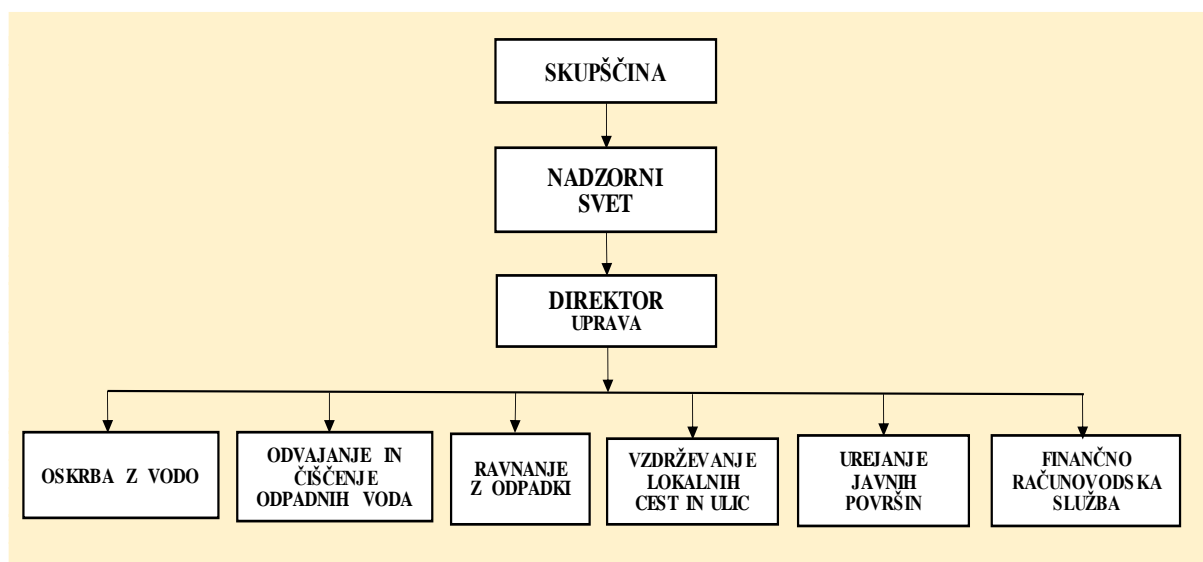 SKUPŠČINA
NADZORNI
SVET
DIREKTOR
UPRAVA
OSKRBA Z VODO
ODVAJANJE IN
ČIŠČENJE
ODPADNIH VODA
RAVNANJE
Z ODPADKI
VZDRŽEVANJE
LOKALNIH
CEST IN ULIC
UREJANJE
JAVNIH
POVRŠIN
FINANČNO
RAČUNOVODSKA
SLUŽBA